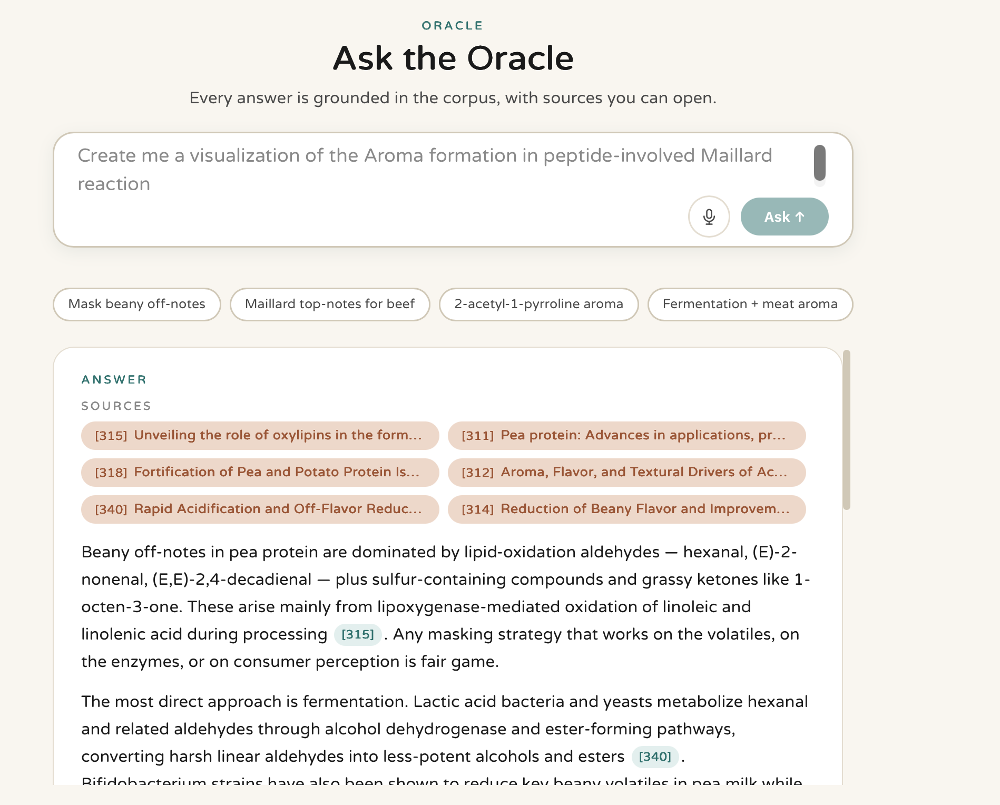 ORACLE
Ask the Oracle
Every answer is grounded in the corpus, with sources you can open.
Create me a visualization of the Aroma formation in peptide-involved Maillard
reaction
Ask ↑
Mask beany off-notes
Maillard top-notes for beef
2-acetyl-1-pyrroline aroma
Fermentation + meat aroma
ANSWER
SOURCES
[315] Unveiling the role of oxylipins in the form...
[311] Pea protein: Advances in applications, pr...
[318] Fortification of Pea and Potato Protein Is...
[312] Aroma, Flavor, and Textural Drivers of Ac...
[340] Rapid Acidification and Off-Flavor Reduc...
[314] Reduction of Beany Flavor and Improvem...
Beany off-notes in pea protein are dominated by lipid-oxidation aldehydes — hexanal, (E)-2-
nonenal, (E,E)-2,4-decadienal — plus sulfur-containing compounds and grassy ketones like 1-
octen-3-one. These arise mainly from lipoxygenase-mediated oxidation of linoleic and
linolenic acid during processing [315] . Any masking strategy that works on the volatiles, on
the enzymes, or on consumer perception is fair game.
The most direct approach is fermentation. Lactic acid bacteria and yeasts metabolize hexanal
and related aldehydes through alcohol dehydrogenase and ester-forming pathways,
converting harsh linear aldehydes into less-potent alcohols and esters [340] .
Bifidobacterium strains have also been shown to reduce key beany volatiles in pea milk while